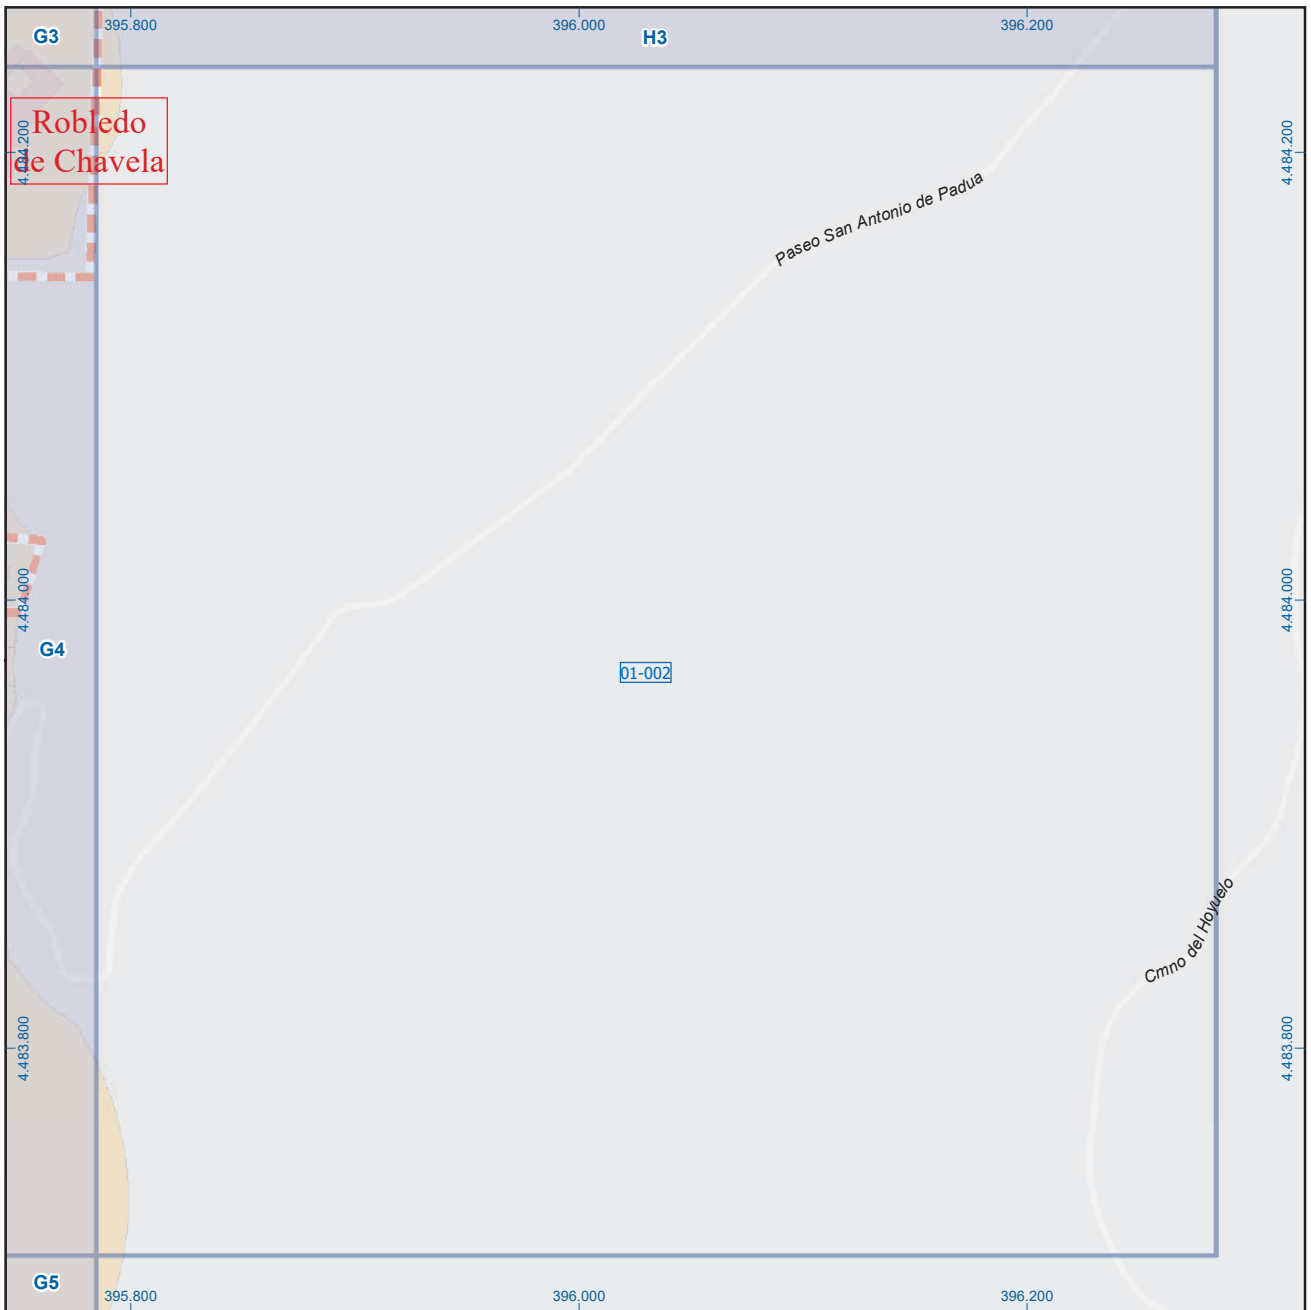 395.800
396.000
396.200
G3
H3
Robledo
de Chavela
4.484.200
4.484.200
Paseo San Antonio de Padua
4.484.000
4.484.000
G4
01-002
Cmno del Hoyuelo
4.483.800
4.483.800
G5
395.800
396.000
396.200